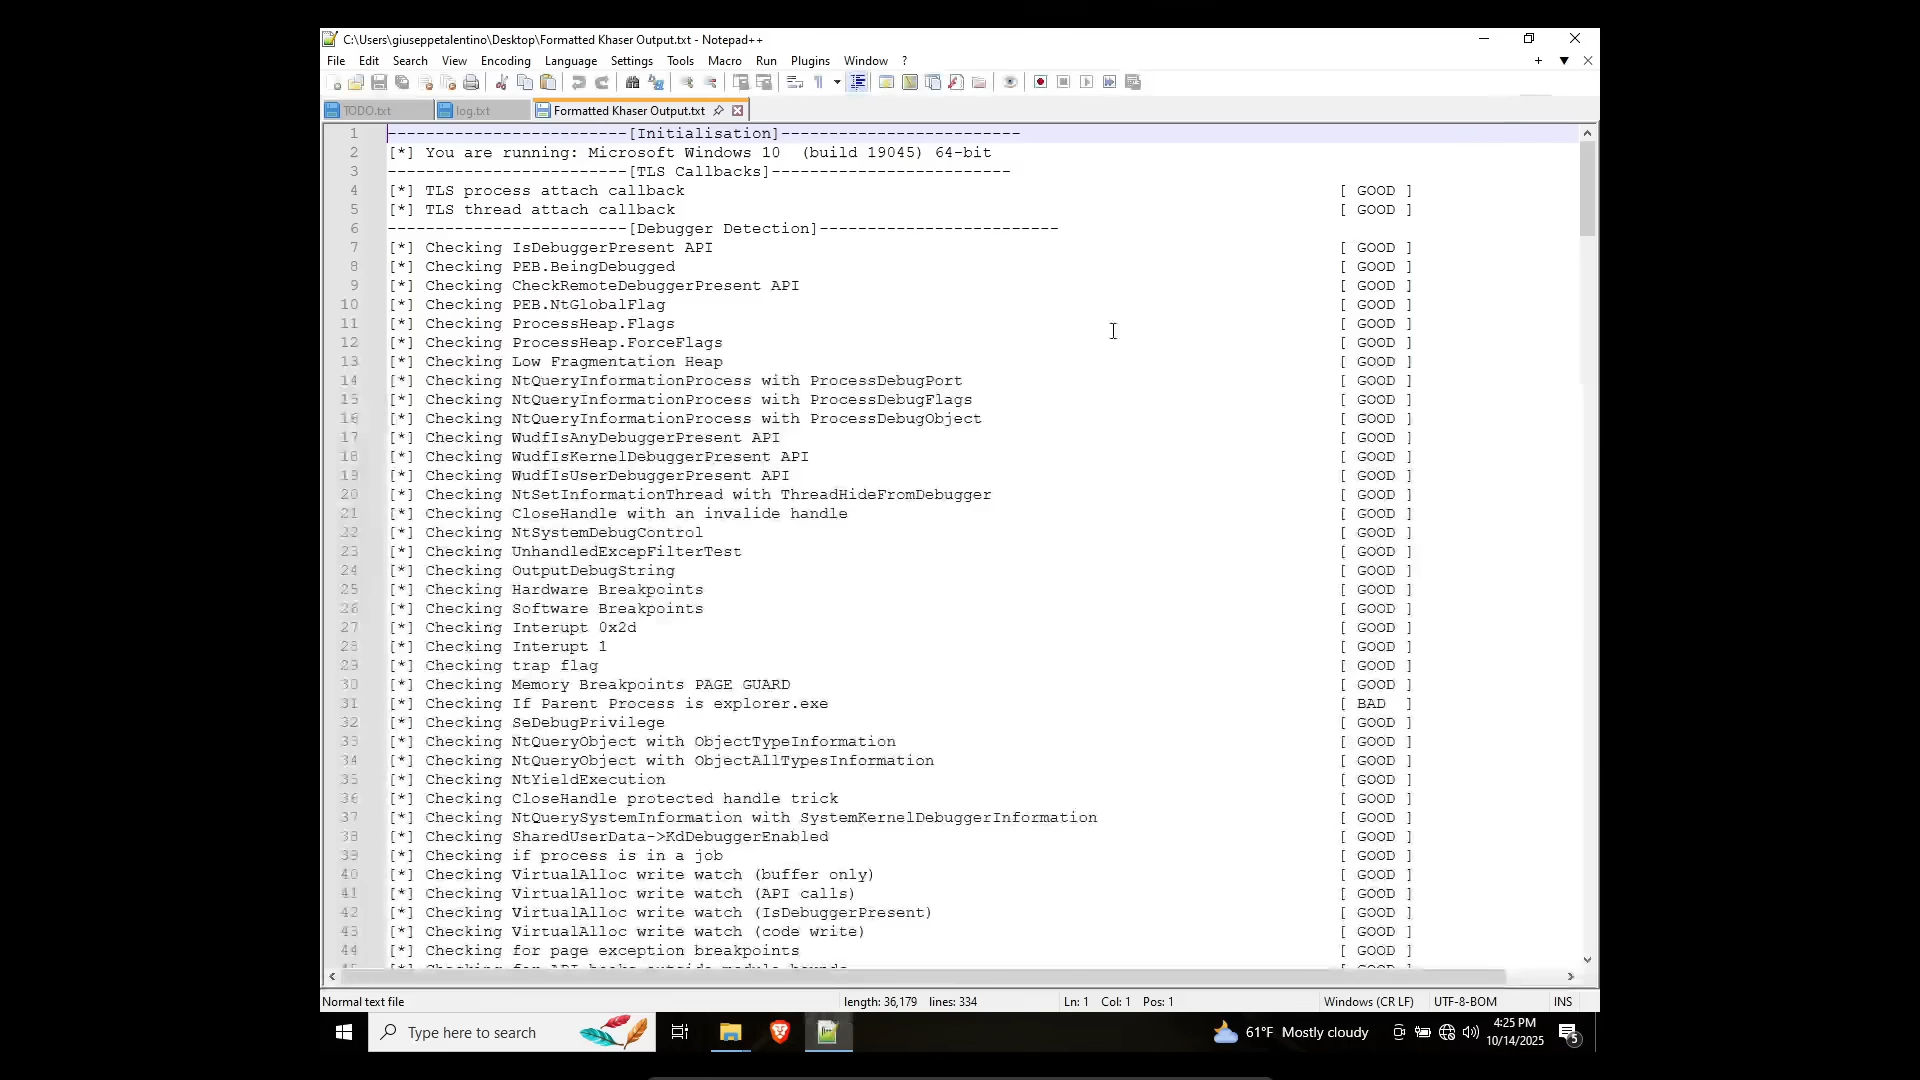 C:\Users\giuseppetalentino\Desktop\Formatted Khaser Output.txt - Notepad++
File Edit Search View Encoding Language Settings Tools Macro Run Plugins Window ?
TODO.txt log.txt Formatted Khaser Output.txt
1 -------------------------[Initialisation]-------------------------
2 [*] You are running: Microsoft Windows 10  (build 19045) 64-bit
3 -------------------------[TLS Callbacks]-------------------------
4 [*] TLS process attach callback [ GOOD ]
5 [*] TLS thread attach callback [ GOOD ]
6 -------------------------[Debugger Detection]-------------------------
7 [*] Checking IsDebuggerPresent API [ GOOD ]
8 [*] Checking PEB.BeingDebugged [ GOOD ]
9 [*] Checking CheckRemoteDebuggerPresent API [ GOOD ]
10 [*] Checking PEB.NtGlobalFlag [ GOOD ]
11 [*] Checking ProcessHeap.Flags [ GOOD ]
12 [*] Checking ProcessHeap.ForceFlags [ GOOD ]
13 [*] Checking Low Fragmentation Heap [ GOOD ]
14 [*] Checking NtQueryInformationProcess with ProcessDebugPort [ GOOD ]
15 [*] Checking NtQueryInformationProcess with ProcessDebugFlags [ GOOD ]
16 [*] Checking NtQueryInformationProcess with ProcessDebugObject [ GOOD ]
17 [*] Checking WudfIsAnyDebuggerPresent API [ GOOD ]
18 [*] Checking WudfIsKernelDebuggerPresent API [ GOOD ]
19 [*] Checking WudfIsUserDebuggerPresent API [ GOOD ]
20 [*] Checking NtSetInformationThread with ThreadHideFromDebugger [ GOOD ]
21 [*] Checking CloseHandle with an invalide handle [ GOOD ]
22 [*] Checking NtSystemDebugControl [ GOOD ]
23 [*] Checking UnhandledExcepFilterTest [ GOOD ]
24 [*] Checking OutputDebugString [ GOOD ]
25 [*] Checking Hardware Breakpoints [ GOOD ]
26 [*] Checking Software Breakpoints [ GOOD ]
27 [*] Checking Interupt 0x2d [ GOOD ]
28 [*] Checking Interupt 1 [ GOOD ]
29 [*] Checking trap flag [ GOOD ]
30 [*] Checking Memory Breakpoints PAGE GUARD [ GOOD ]
31 [*] Checking If Parent Process is explorer.exe [ BAD  ]
32 [*] Checking SeDebugPrivilege [ GOOD ]
33 [*] Checking NtQueryObject with ObjectTypeInformation [ GOOD ]
34 [*] Checking NtQueryObject with ObjectAllTypesInformation [ GOOD ]
35 [*] Checking NtYieldExecution [ GOOD ]
36 [*] Checking CloseHandle protected handle trick [ GOOD ]
37 [*] Checking NtQuerySystemInformation with SystemKernelDebuggerInformation [ GOOD ]
38 [*] Checking SharedUserData->KdDebuggerEnabled [ GOOD ]
39 [*] Checking if process is in a job [ GOOD ]
40 [*] Checking VirtualAlloc write watch (buffer only) [ GOOD ]
41 [*] Checking VirtualAlloc write watch (API calls) [ GOOD ]
42 [*] Checking VirtualAlloc write watch (IsDebuggerPresent) [ GOOD ]
43 [*] Checking VirtualAlloc write watch (code write) [ GOOD ]
44 [*] Checking for page exception breakpoints [ GOOD ]
Normal text file length: 36,179 lines: 334 Ln: 1 Col: 1 Pos: 1 Windows (CR LF) UTF-8-BOM INS
Type here to search 61°F Mostly cloudy 4:25 PM
10/14/2025 5